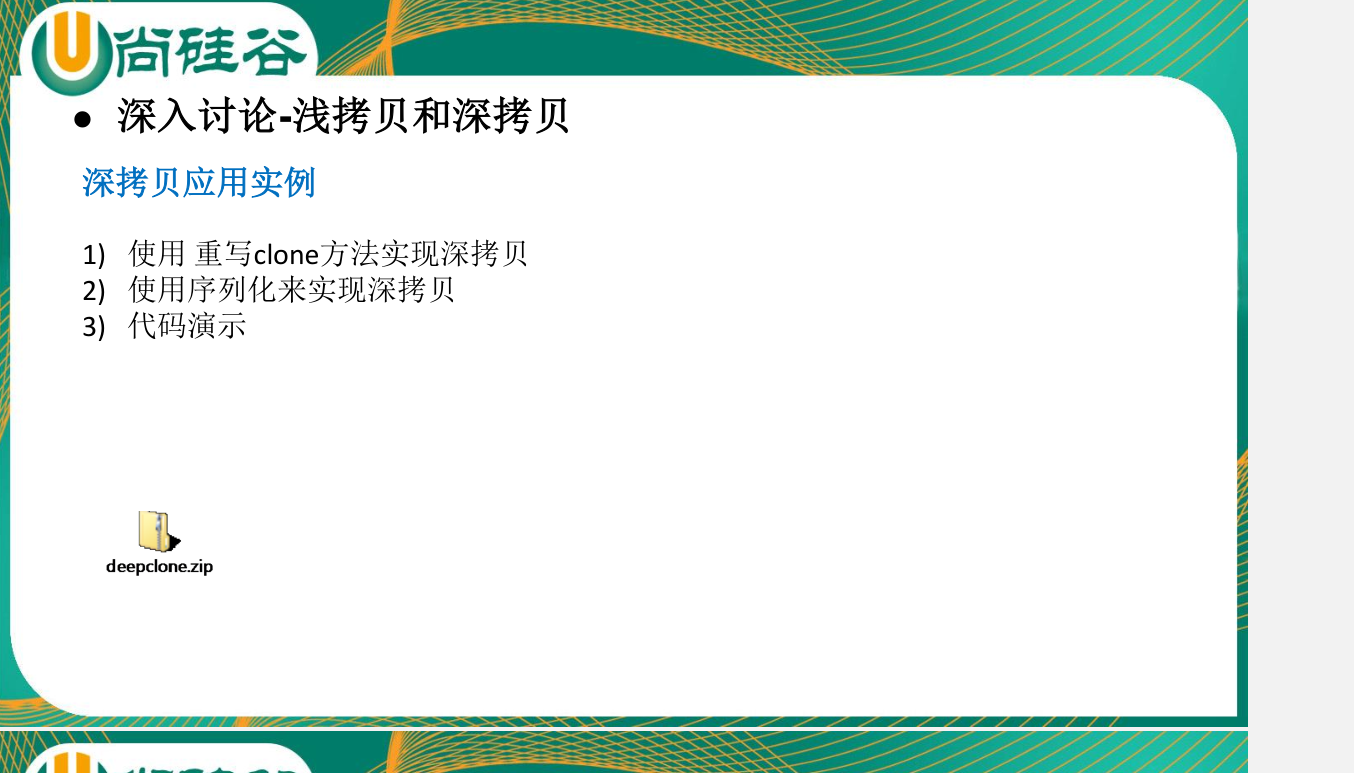 尚硅谷
● 深入讨论-浅拷贝和深拷贝
深拷贝应用实例
1) 使用 重写clone方法实现深拷贝
2) 使用序列化来实现深拷贝
3) 代码演示
deepclone.zip